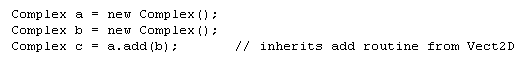 Complex a = new Complex();
Complex b = new Complex();
Complex c = a.add(b);       // inherits add routine from Vect2D